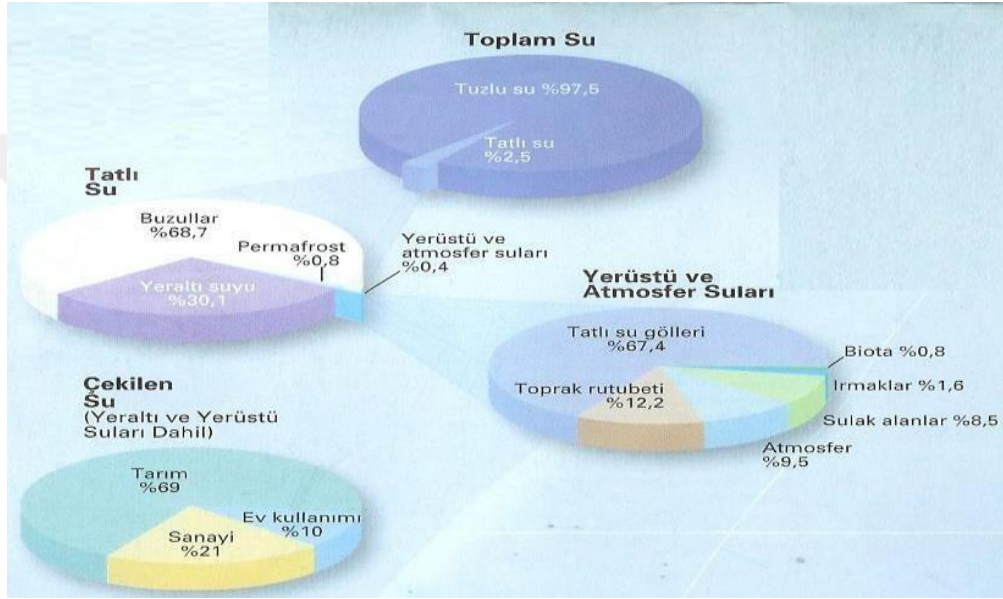 Toplam Su
Tuzlu su %97,5
Tatlı su
%2,5
Tatlı
Su
Buzullar
%68,7
Permafrost
%0,8
Yerüstü ve
atmosfer suları
%0,4
Yeraltı suyu
%30,1
Yerüstü ve
Atmosfer Suları
Tatlı su gölleri
%67,4
Biota %0,8
Irmaklar %1,6
Toprak rutubeti
%12,2
Sulak alanlar %8,5
Atmosfer
%9,5
Çekilen
Su
(Yeraltı ve Yerüstü
Suları Dahil)
Tarım
%69
Ev kullanımı
%10
Sanayi
%21